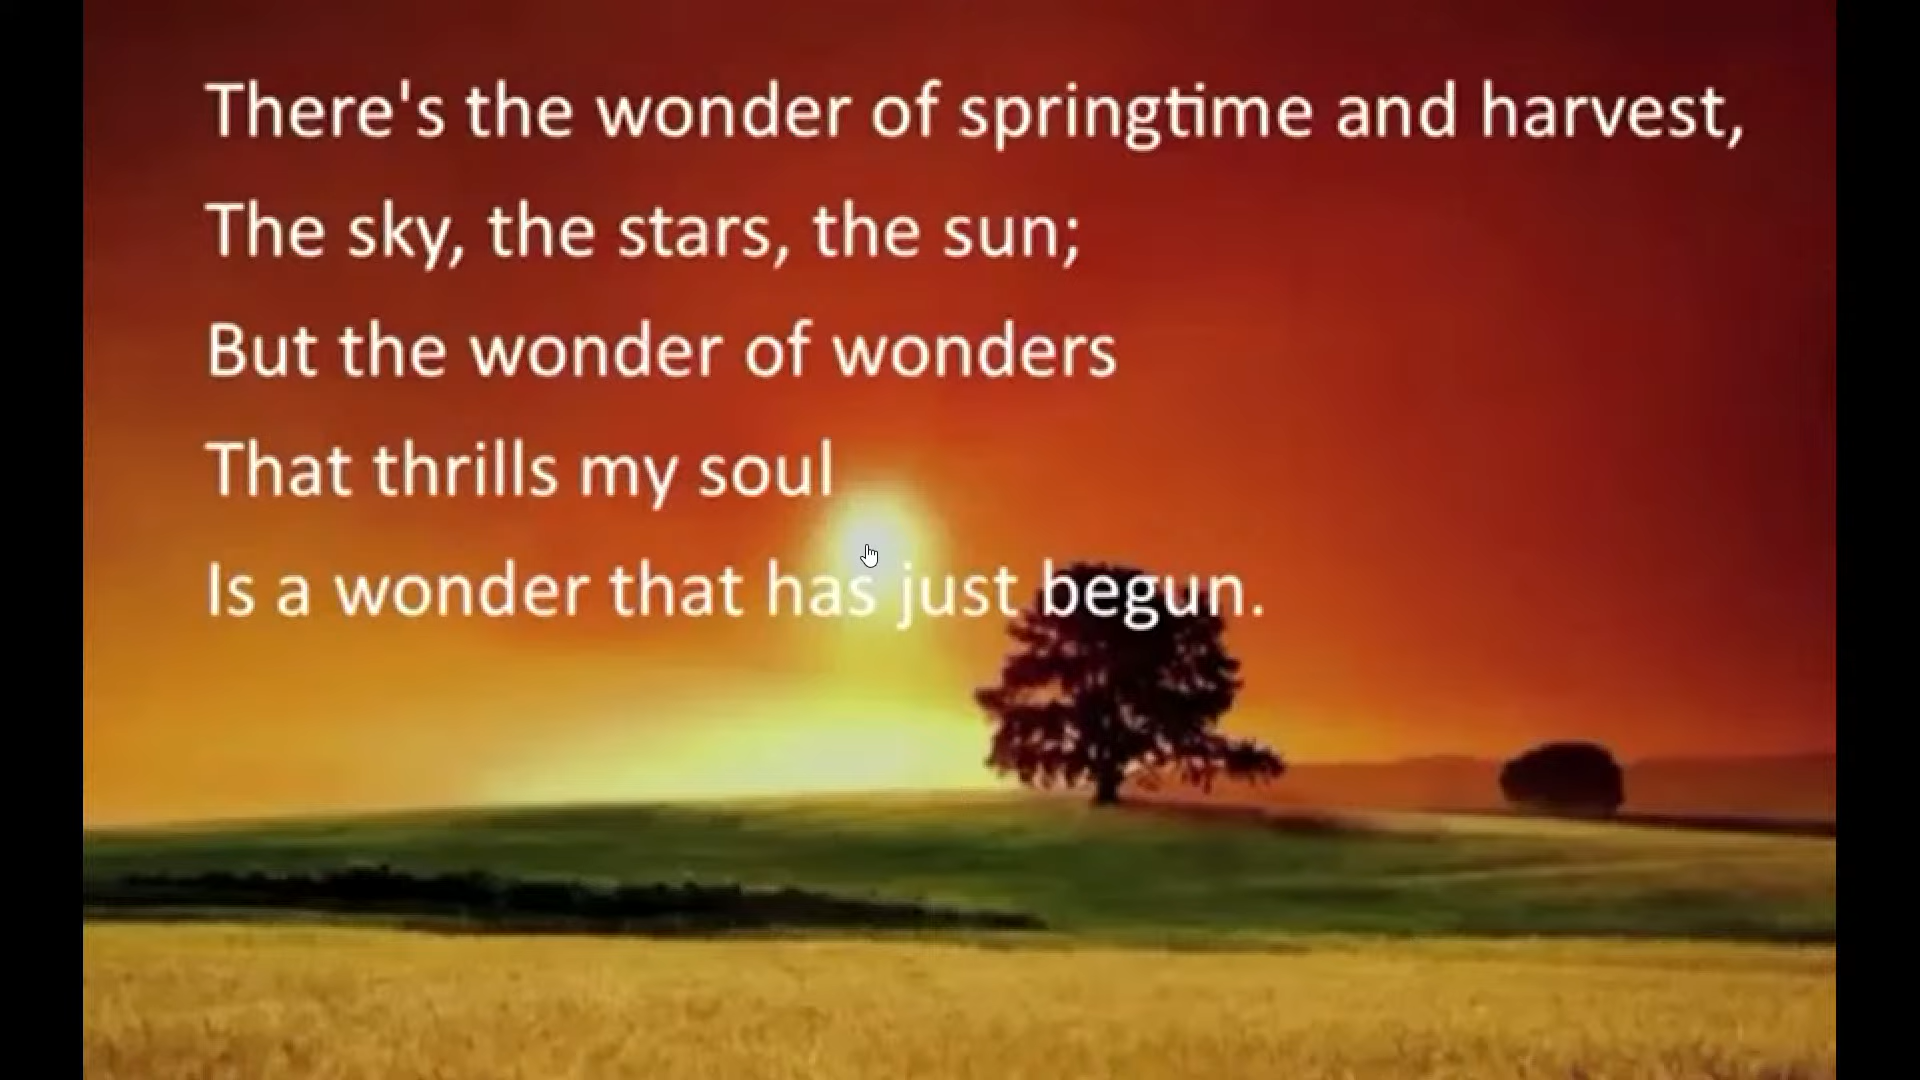 There's the wonder of springtime and harvest,
The sky, the stars, the sun;
But the wonder of wonders
That thrills my soul
Is a wonder that has just begun.